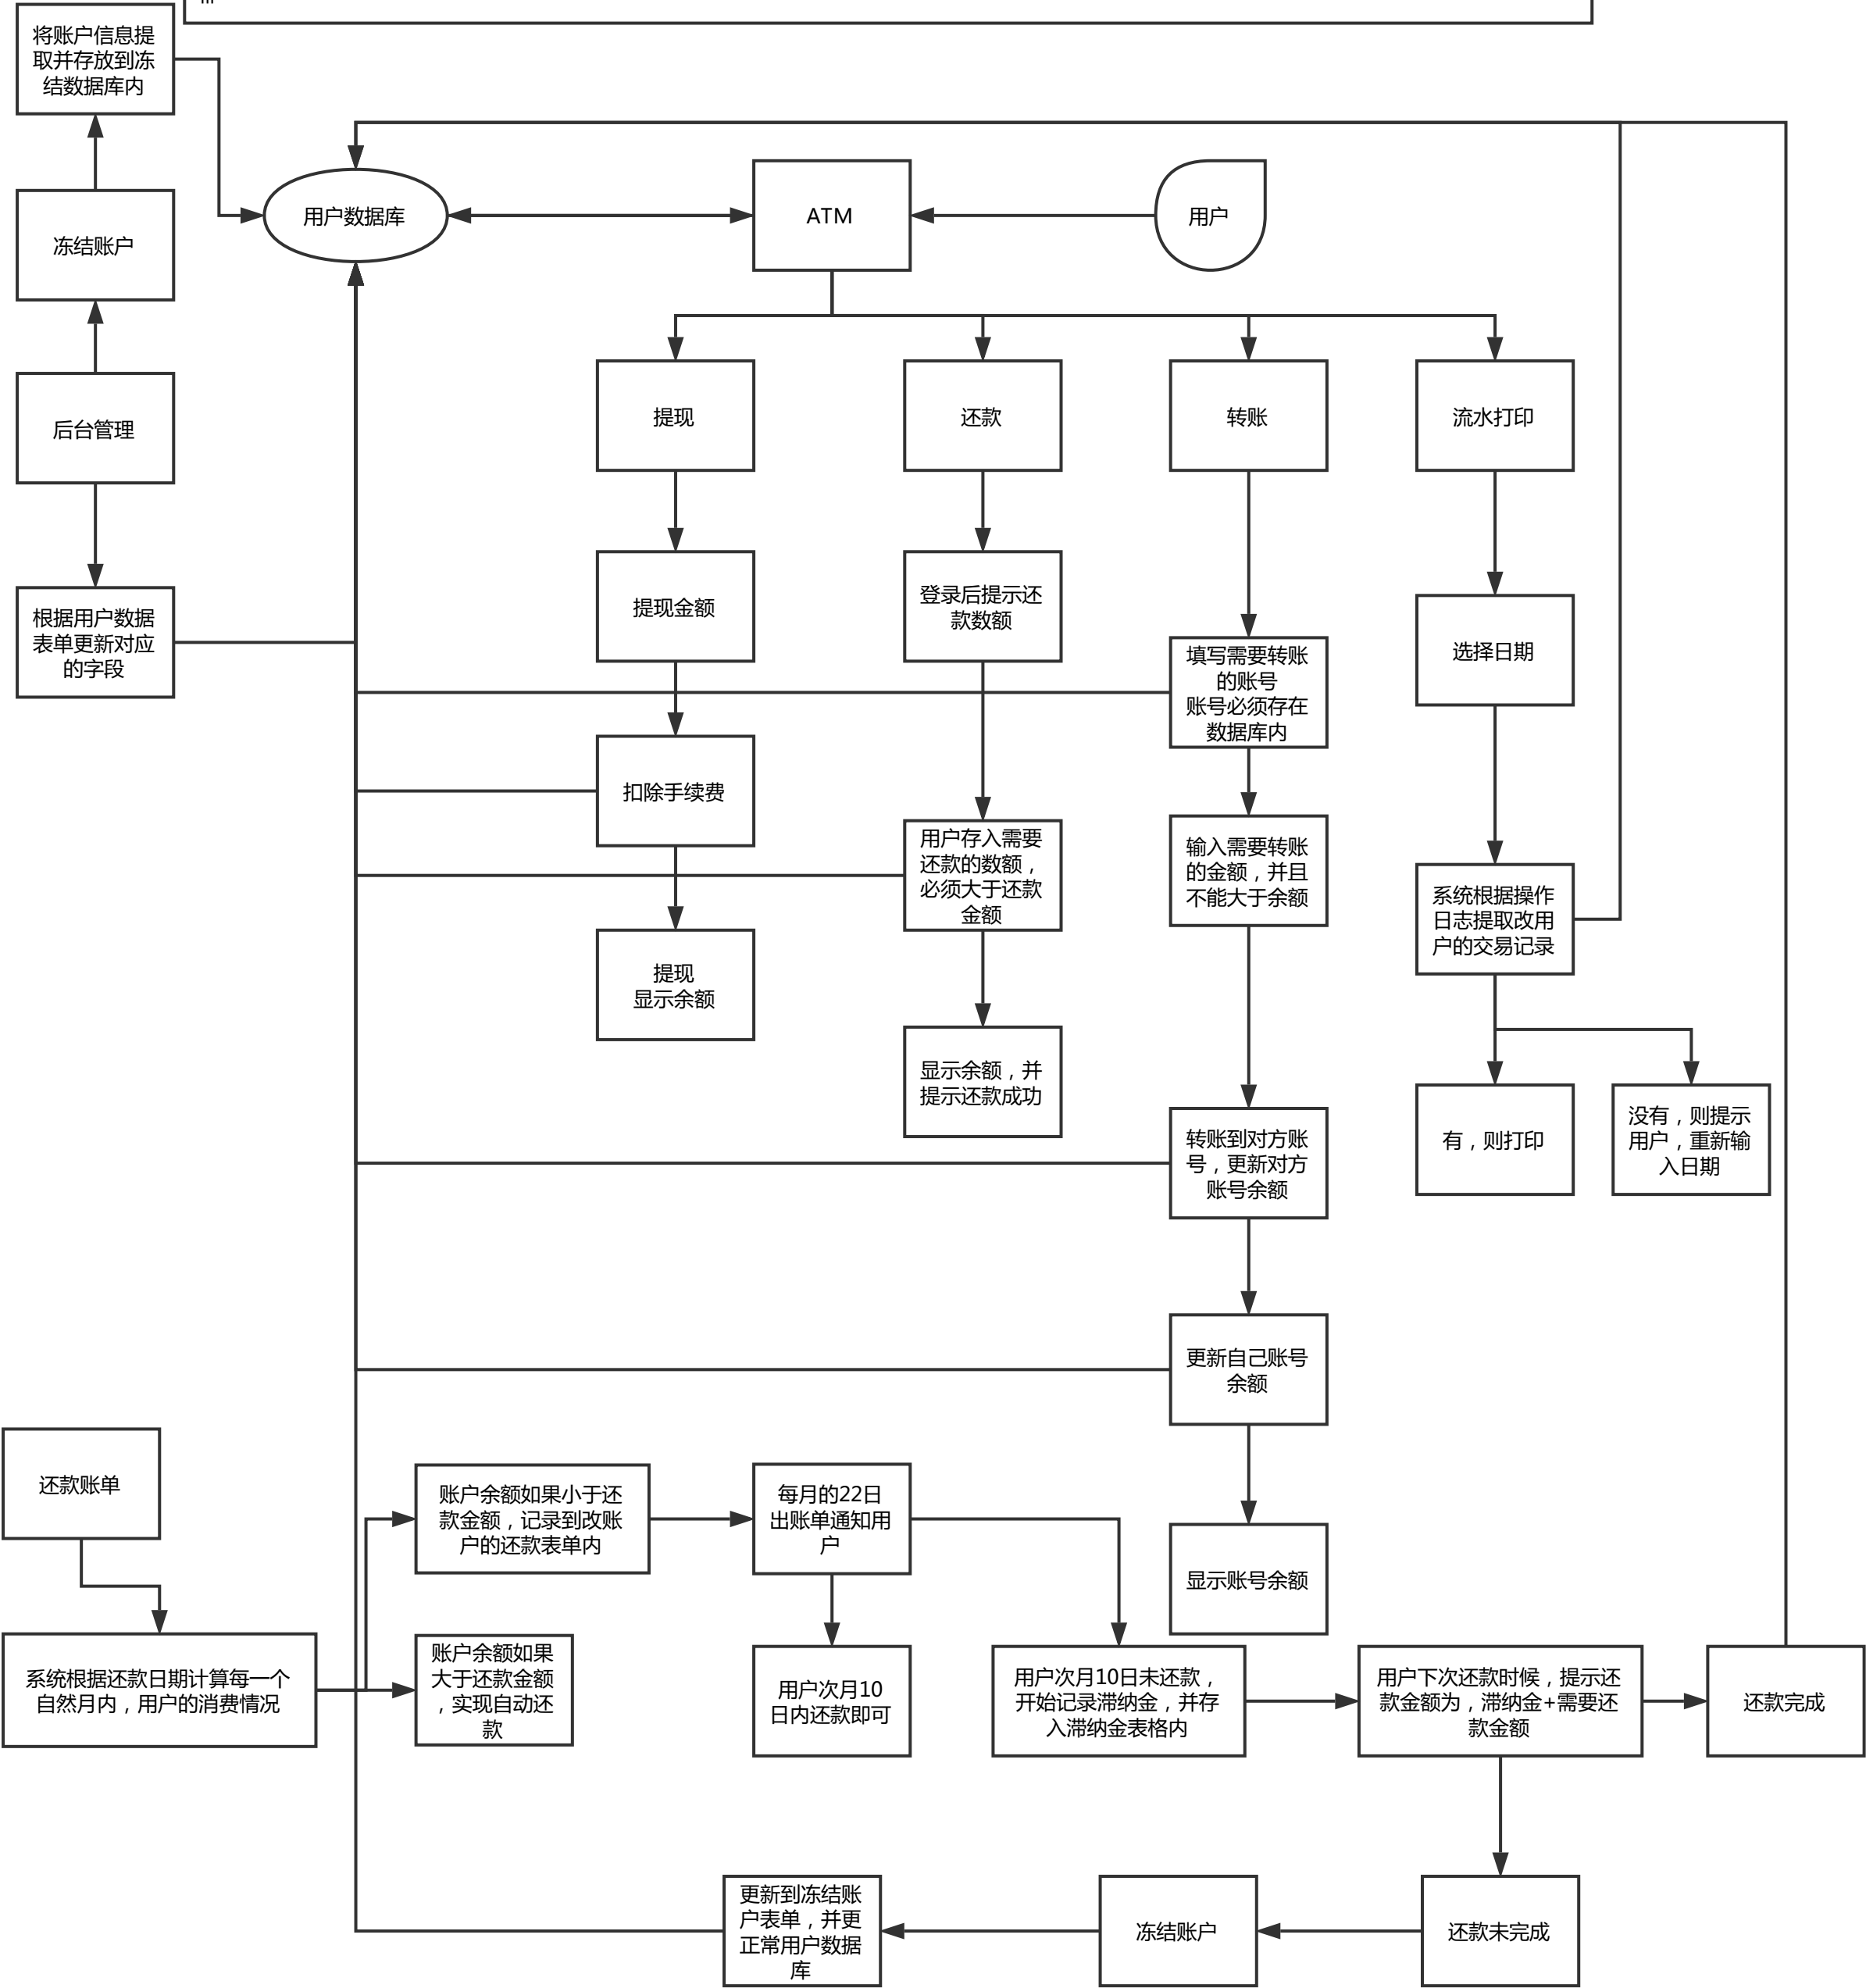 将账户信息提
取并存放到冻
结数据库内
用户数据库
ATM
用户
冻结账户
后台管理
提现
还款
转账
流水打印
根据用户数据
表单更新对应
的字段
提现金额
登录后提示还
款数额
填写需要转账
的账号
账号必须存在
数据库内
选择日期
扣除手续费
用户存入需要
还款的数额，
必须大于还款
金额
输入需要转账
的金额，并且
不能大于余额
系统根据操作
日志提取改用
户的交易记录
提现
显示余额
显示余额，并
提示还款成功
转账到对方账
号，更新对方
账号余额
有，则打印
没有，则提示
用户，重新输
入日期
更新自己账号
余额
还款账单
账户余额如果小于还
款金额，记录到改账
户的还款表单内
每月的22日
出账单通知用
户
显示账号余额
系统根据还款日期计算每一个
自然月内，用户的消费情况
账户余额如果
大于还款金额
，实现自动还
款
用户次月10
日内还款即可
用户次月10日未还款，
开始记录滞纳金，并存
入滞纳金表格内
用户下次还款时候，提示还
款金额为，滞纳金+需要还
款金额
还款完成
更新到冻结账
户表单，并更
正常用户数据
库
冻结账户
还款未完成